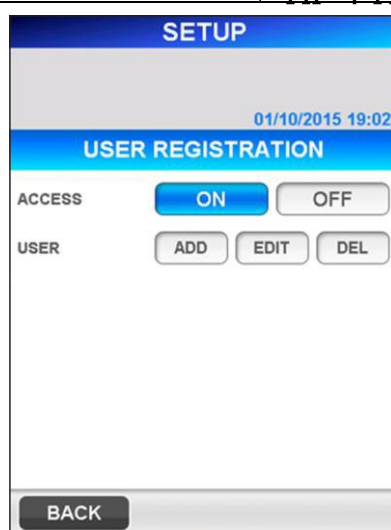 SETUP
01/10/2015 19:02
USER REGISTRATION
ACCESS ON OFF
USER ADD EDIT DEL
BACK